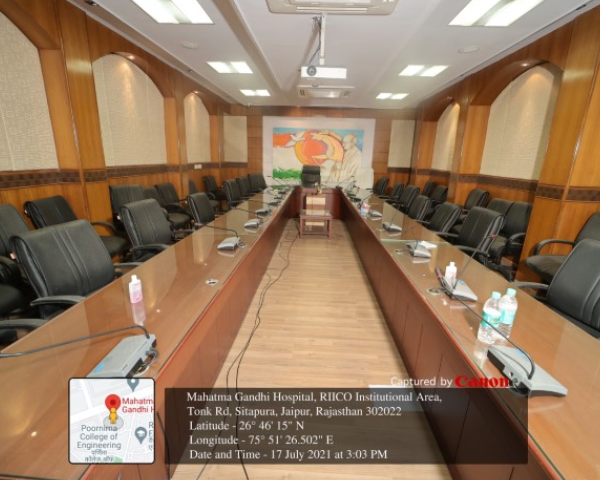 Captured by Canon
Mahatma Gandhi Hospital, RIICO Institutional Area,
Tonk Rd, Sitapura, Jaipur, Rajasthan 302022
Latitude - 26° 46' 15" N
Longitude - 75° 51' 26.502" E
Date and Time - 17 July 2021 at 3:03 PM
Mahatma
Gandhi H
Poornima
College of
Engineering
पूर्णिमा